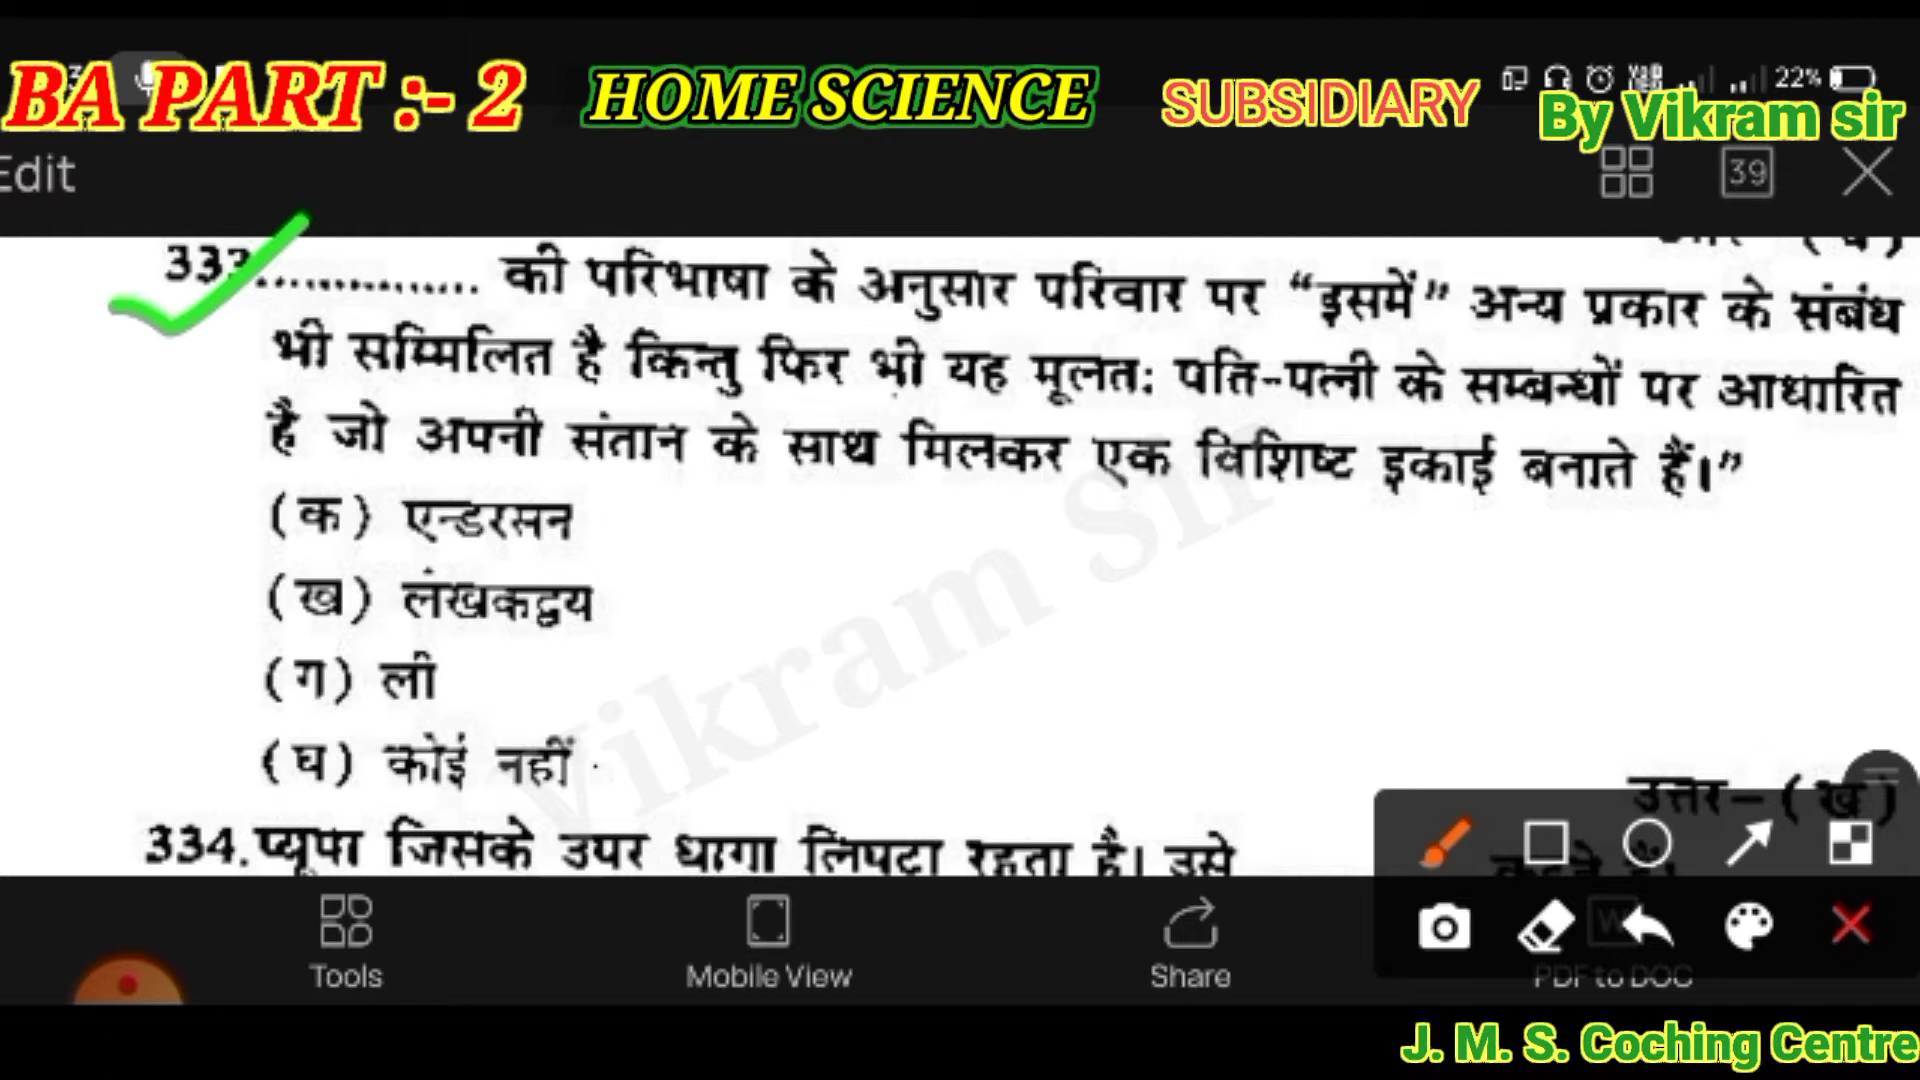 BA PART :- 2 HOME SCIENCE SUBSIDIARY 22%
By Vikram sir
Edit 39
333............... की परिभाषा के अनुसार परिवार पर “इसमें” अन्य प्रकार के संबंध
भी सम्मिलित है किन्तु फिर भी यह मूलतः पति-पत्नी के सम्बन्धों पर आधारित
है जो अपनी संतान के साथ मिलकर एक विशिष्ट इकाई बनाते हैं।”
(क) एन्डरसन
(ख) लंखकद्वय
(ग) ली
(घ) कोई नहीं
उत्तर-(ख)
334. प्यूपा जिसके उपर धागा लिपटा रहता है। उसे
Vikram Sir
Tools Mobile View Share PDF to DOC
J. M. S. Coching Centre